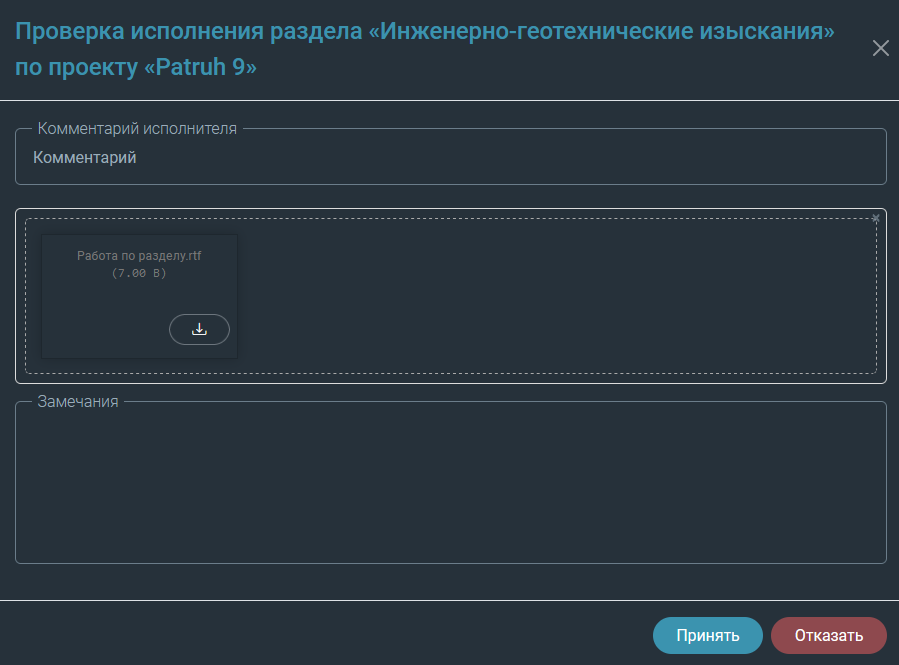 Проверка исполнения раздела «Инженерно-геотехнические изыскания»
по проекту «Patruh 9»
Комментарий исполнителя
Комментарий
Работа по разделу.rtf
(7.00 B)
Замечания
Принять
Отказать